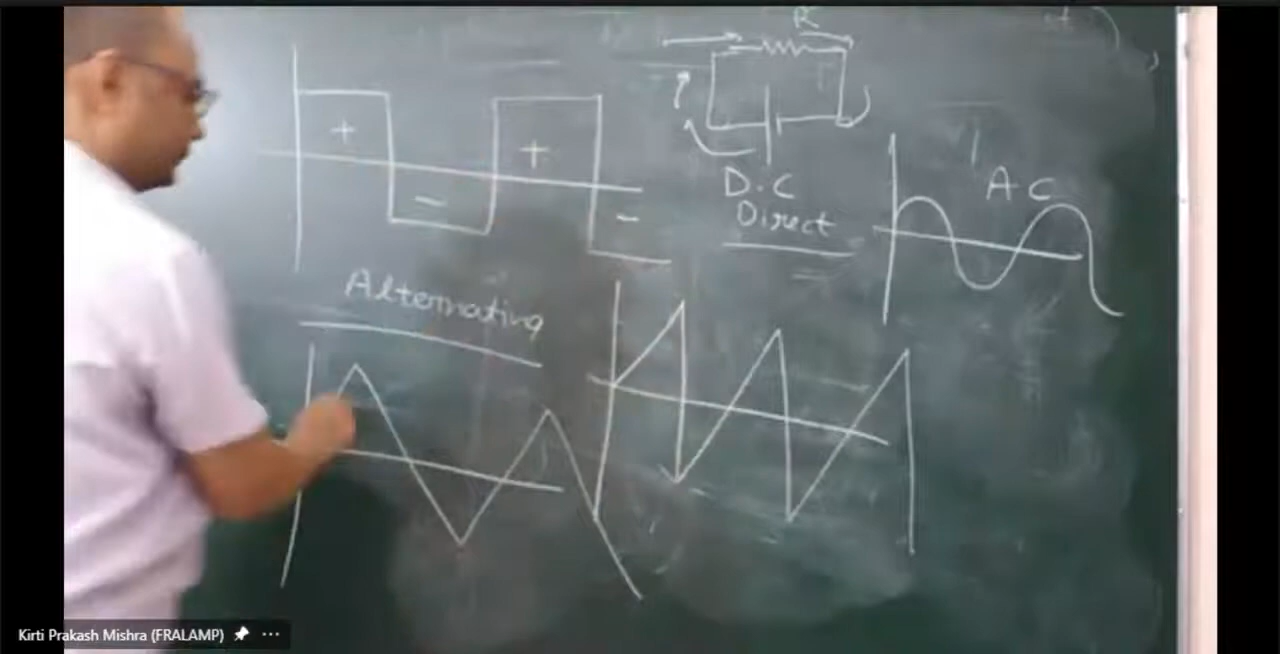 R
+
+
-
-
D.C
Direct
A C
Alternating
Kirti Prakash Mishra (FRALAMP)